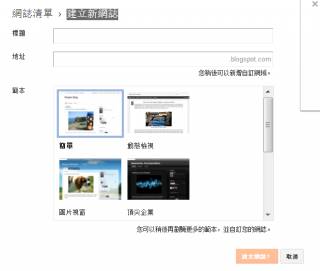 網誌清單 › 建立新網誌
標題
地址
.blogspot.com
您稍後可以新增自訂網域。
範本
簡單
動態檢視
圖片視窗
頂尖企業
您可以稍後再瀏覽更多的範本，並自訂您的網誌。
建立網誌！
取消